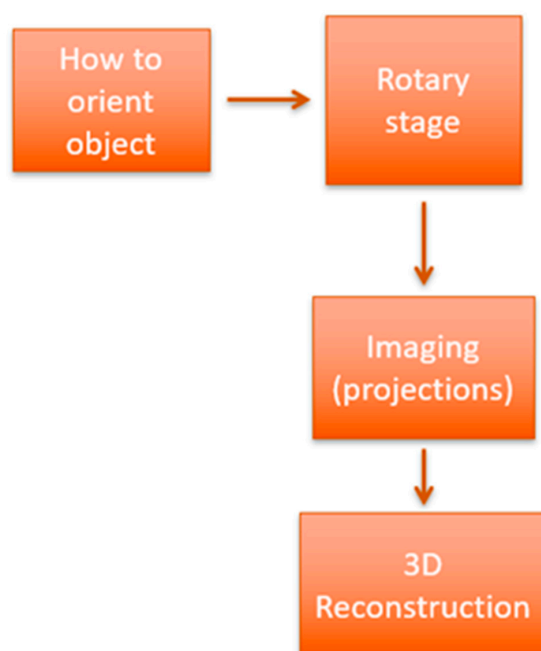 How to
orient
object
Rotary
stage
Imaging
(projections)
3D
Reconstruction